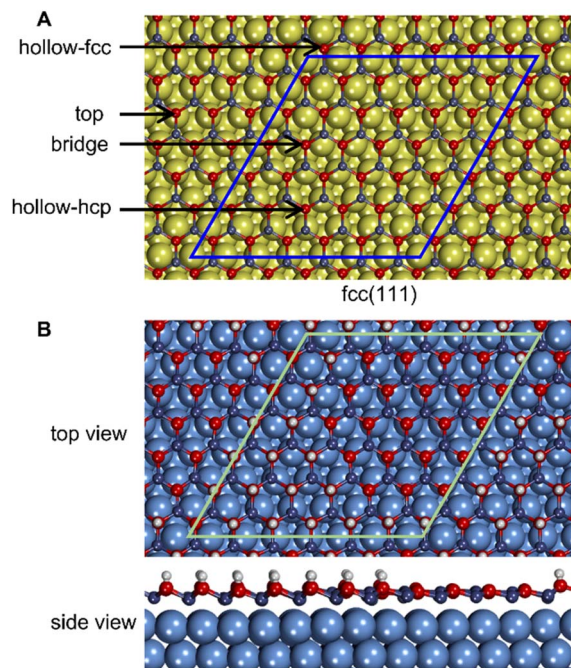 A
hollow-fcc
top
bridge
hollow-hcp
fcc(111)
B
top view
side view